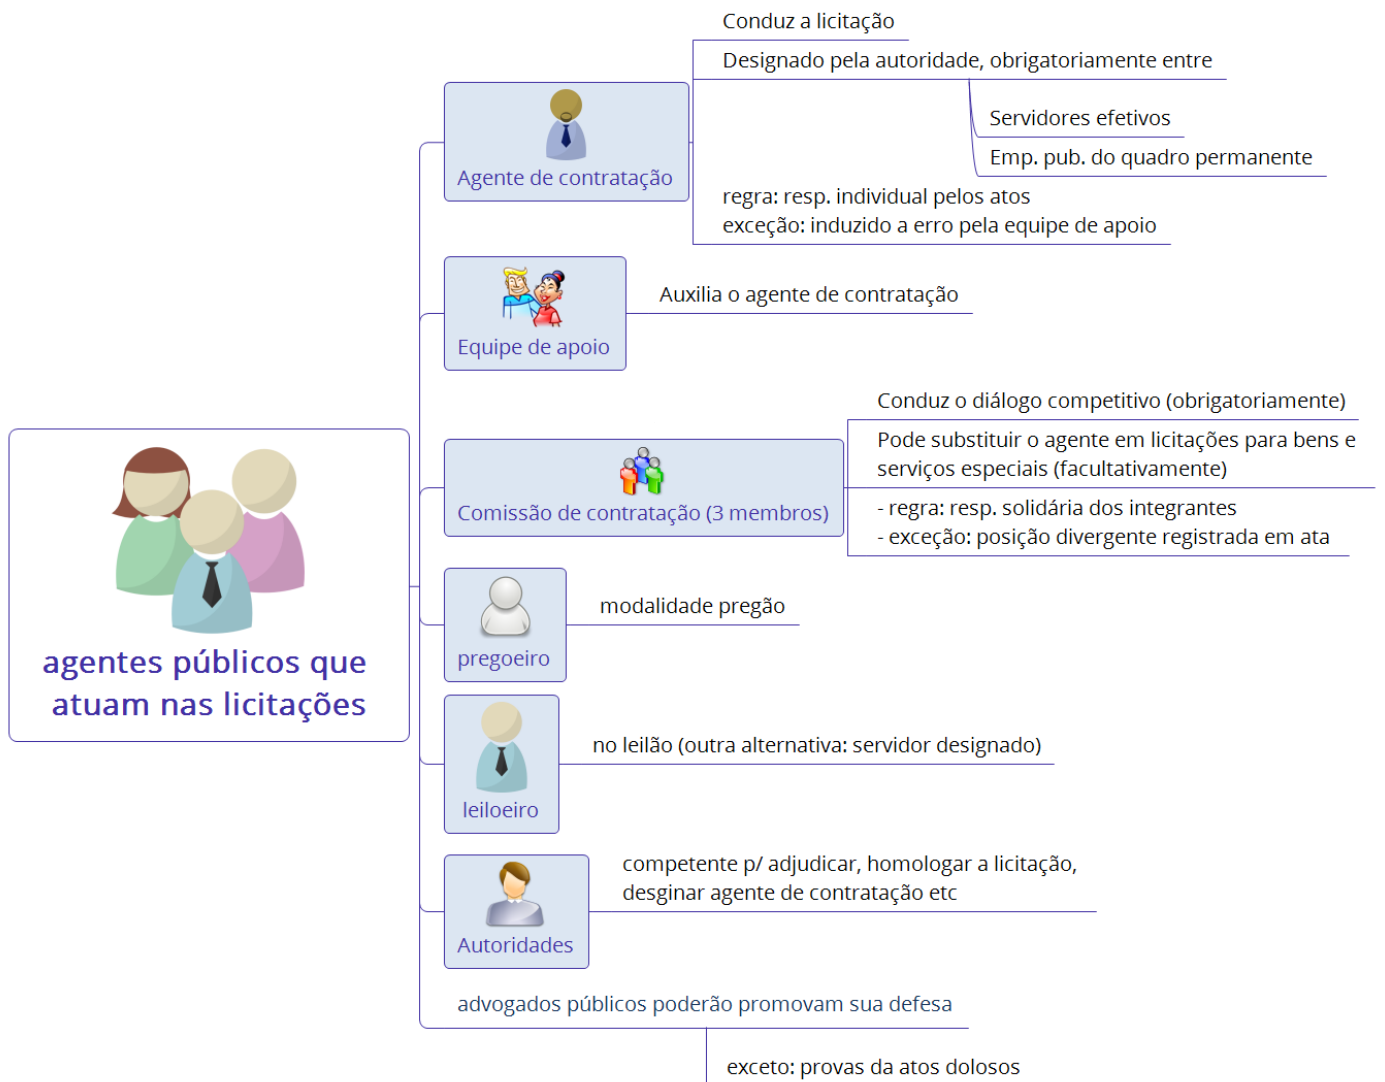 agentes públicos que
atuam nas licitações
Agente de contratação
Conduz a licitação
Designado pela autoridade, obrigatoriamente entre
Servidores efetivos
Emp. pub. do quadro permanente
regra: resp. individual pelos atos
exceção: induzido a erro pela equipe de apoio
Equipe de apoio
Auxilia o agente de contratação
Comissão de contratação (3 membros)
Conduz o diálogo competitivo (obrigatoriamente)
Pode substituir o agente em licitações para bens e
serviços especiais (facultativamente)
- regra: resp. solidária dos integrantes
- exceção: posição divergente registrada em ata
pregoeiro
modalidade pregão
leiloeiro
no leilão (outra alternativa: servidor designado)
Autoridades
competente p/ adjudicar, homologar a licitação,
desginar agente de contratação etc
advogados públicos poderão promovam sua defesa
exceto: provas da atos dolosos